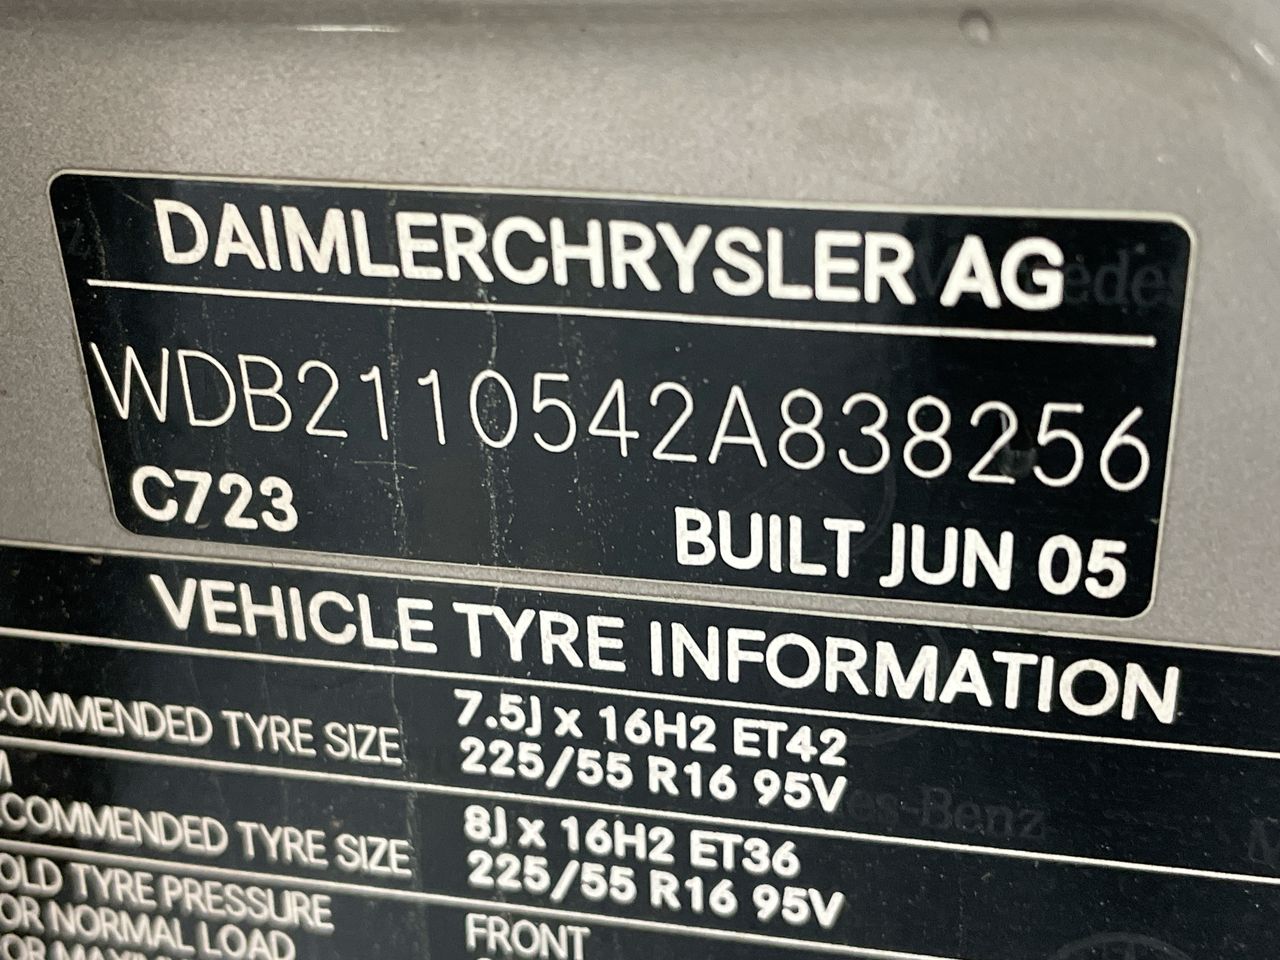 DAIMLERCHRYSLER AG
WDB2110542A838256
C723
BUILT JUN 05
VEHICLE TYRE INFORMATION
COMMENDED TYRE SIZE
7.5J x 16H2 ET42
225/55 R16 95V
M
COMMENDED TYRE SIZE
8J x 16H2 ET36
225/55 R16 95V
OLD TYRE PRESSURE
OR NORMAL LOAD
FRONT